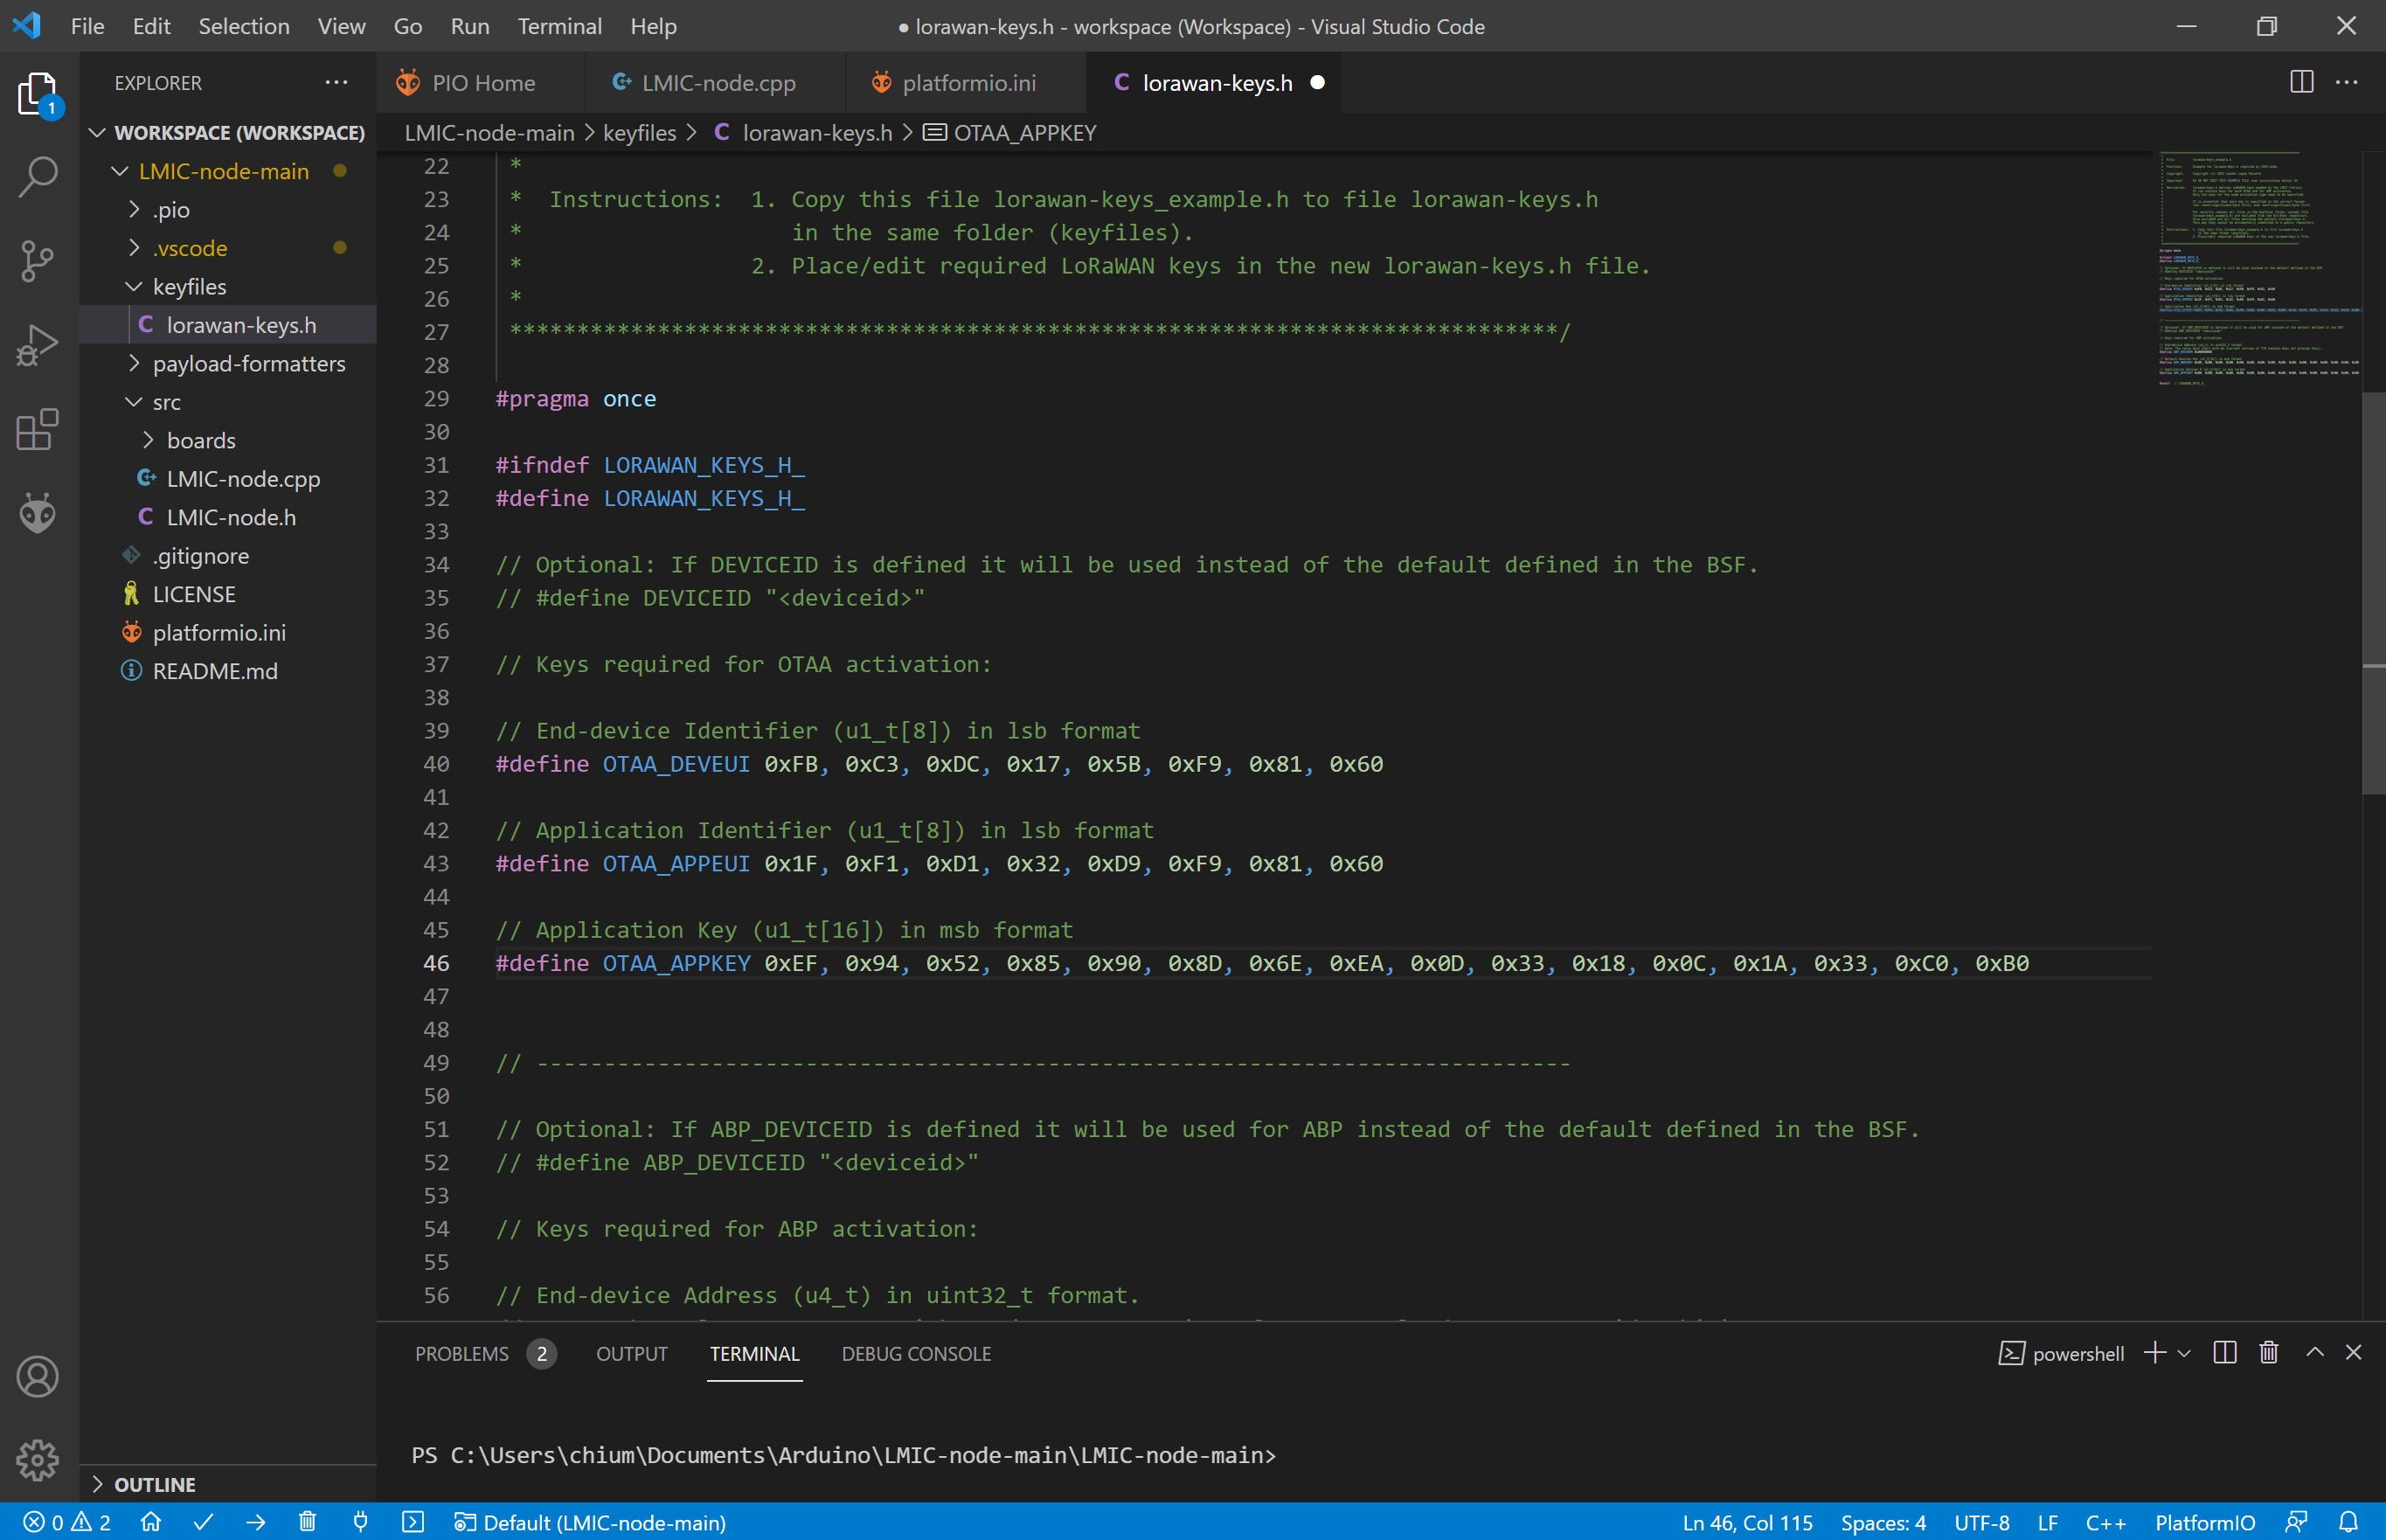 File Edit Selection View Go Run Terminal Help
● lorawan-keys.h - workspace (Workspace) - Visual Studio Code
1
EXPLORER
WORKSPACE (WORKSPACE)
LMIC-node-main
.pio
.vscode
keyfiles
C lorawan-keys.h
payload-formatters
src
boards
LMIC-node.cpp
C LMIC-node.h
.gitignore
LICENSE
platformio.ini
README.md
OUTLINE
PIO Home LMIC-node.cpp platformio.ini C lorawan-keys.h
LMIC-node-main > keyfiles > C lorawan-keys.h > OTAA_APPKEY
22 *
23 * Instructions: 1. Copy this file lorawan-keys_example.h to file lorawan-keys.h
24 * in the same folder (keyfiles).
25 * 2. Place/edit required LoRaWAN keys in the new lorawan-keys.h file.
26 *
27 ******************************************************************************/
28
29 #pragma once
30
31 #ifndef LORAWAN_KEYS_H_
32 #define LORAWAN_KEYS_H_
33
34 // Optional: If DEVICEID is defined it will be used instead of the default defined in the BSF.
35 // #define DEVICEID "<deviceid>"
36
37 // Keys required for OTAA activation:
38
39 // End-device Identifier (u1_t[8]) in lsb format
40 #define OTAA_DEVEUI 0xFB, 0xC3, 0xDC, 0x17, 0x5B, 0xF9, 0x81, 0x60
41
42 // Application Identifier (u1_t[8]) in lsb format
43 #define OTAA_APPEUI 0x1F, 0xF1, 0xD1, 0x32, 0xD9, 0xF9, 0x81, 0x60
44
45 // Application Key (u1_t[16]) in msb format
46 #define OTAA_APPKEY 0xEF, 0x94, 0x52, 0x85, 0x90, 0x8D, 0x6E, 0xEA, 0x0D, 0x33, 0x18, 0x0C, 0x1A, 0x33, 0xC0, 0xB0
47
48
49 // -----------------------------------------------------------------------------
50
51 // Optional: If ABP_DEVICEID is defined it will be used for ABP instead of the default defined in the BSF.
52 // #define ABP_DEVICEID "<deviceid>"
53
54 // Keys required for ABP activation:
55
56 // End-device Address (u4_t) in uint32_t format.
PROBLEMS 2 OUTPUT TERMINAL DEBUG CONSOLE
powershell
PS C:\Users\chium\Documents\Arduino\LMIC-node-main\LMIC-node-main>
0 2 Default (LMIC-node-main)
Ln 46, Col 115 Spaces: 4 UTF-8 LF C++ PlatformIO